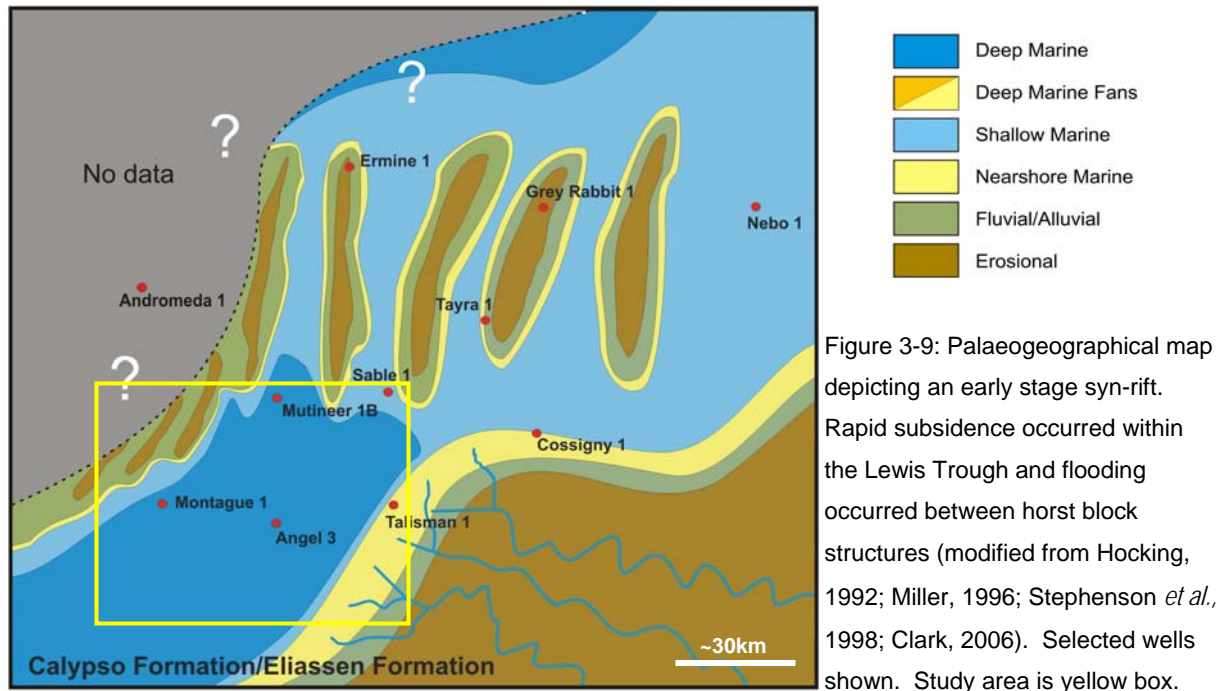 ?
?
No data
Ermine 1
Grey Rabbit 1
Nebo 1
Andromeda 1
Tayra 1
?
Sable 1
Mutineer 1B
Cossigny 1
Montague 1
Talisman 1
Angel 3
~30km
Calypso Formation/Eliassen Formation
Deep Marine
Deep Marine Fans
Shallow Marine
Nearshore Marine
Fluvial/Alluvial
Erosional
Figure 3-9: Palaeogeographical map
depicting an early stage syn-rift.
Rapid subsidence occurred within
the Lewis Trough and flooding
occurred between horst block
structures (modified from Hocking,
1992; Miller, 1996; Stephenson et al.,
1998; Clark, 2006).  Selected wells
shown.  Study area is yellow box.